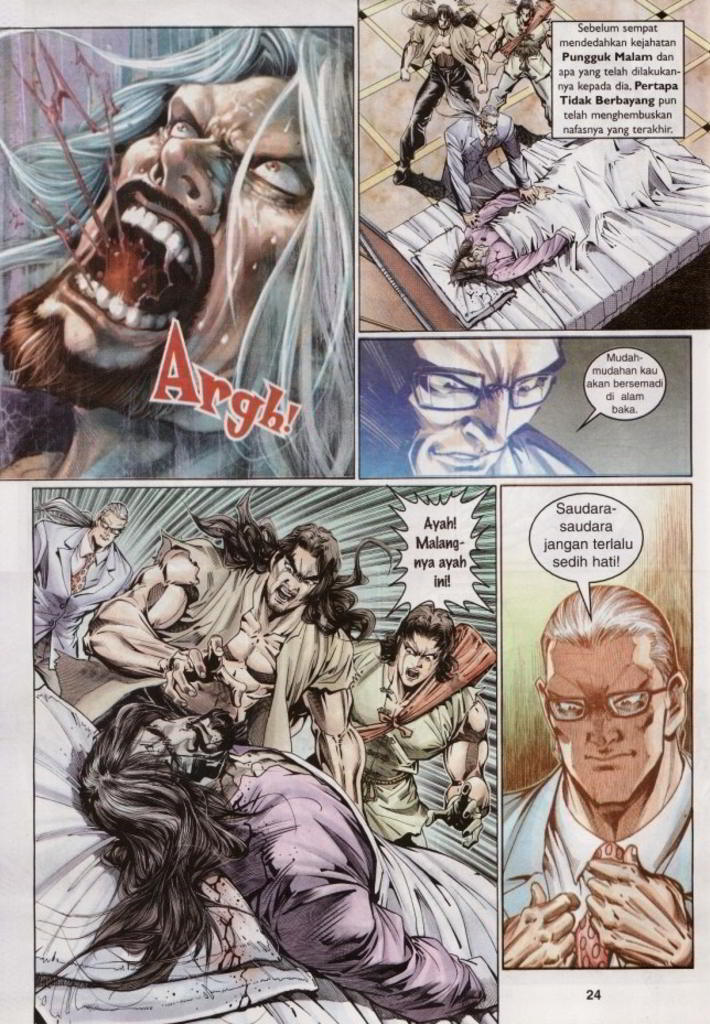 Argh!
Sebelum sempat
mendedahkan kejahatan
Pungguk Malam dan
apa yang telah dilakukan-
nya kepada dia, Pertapa
Tidak Berbayang pun
telah menghembuskan
nafasnya yang terakhir.
Mudah-
mudahan kau
akan bersemadi
di alam
baka.
Ayah!
Malang-
nya ayah
ini!
Saudara-
saudara
jangan terlalu
sedih hati!
24